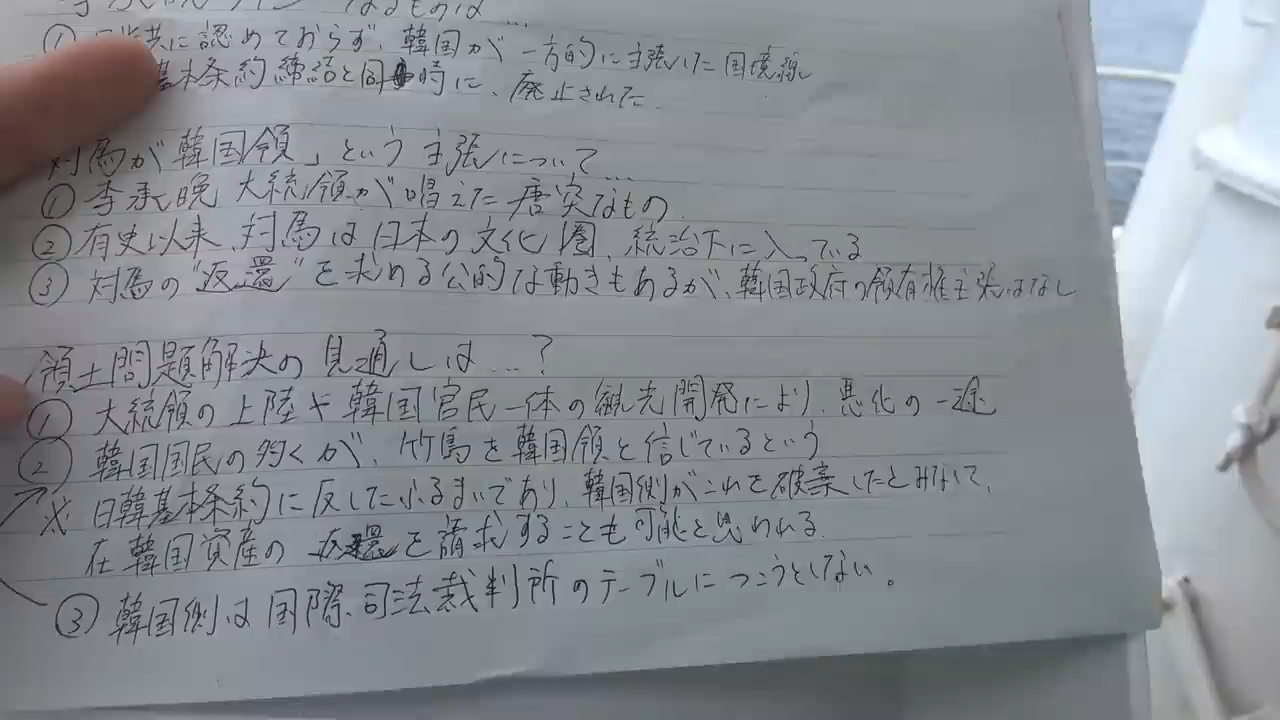 李承晩ラインなるものは…
① 共に認めておらず、韓国が一方的に主張した国境線
基本条約締結と同時に、廃止された
対馬が韓国領」という主張について…
① 李承晩大統領が唱えた唐突なもの
② 有史以来、対馬は日本の文化圏、統治下に入っている
③ 対馬の"返還"を求める公的な動きもあるが、韓国政府の領有権主張はなし
領土問題解決の見通しは…?
① 大統領の上陸や韓国官民一体の観光開発により、悪化の一途
② 韓国国民の多くが、竹島を韓国領と信じているという
※ 日韓基本条約に反したふるまいであり、韓国側がこれを破棄したとみなして、
在韓国資産の返還を請求することも可能と思われる
③ 韓国側は国際司法裁判所のテーブルにつこうとしない。